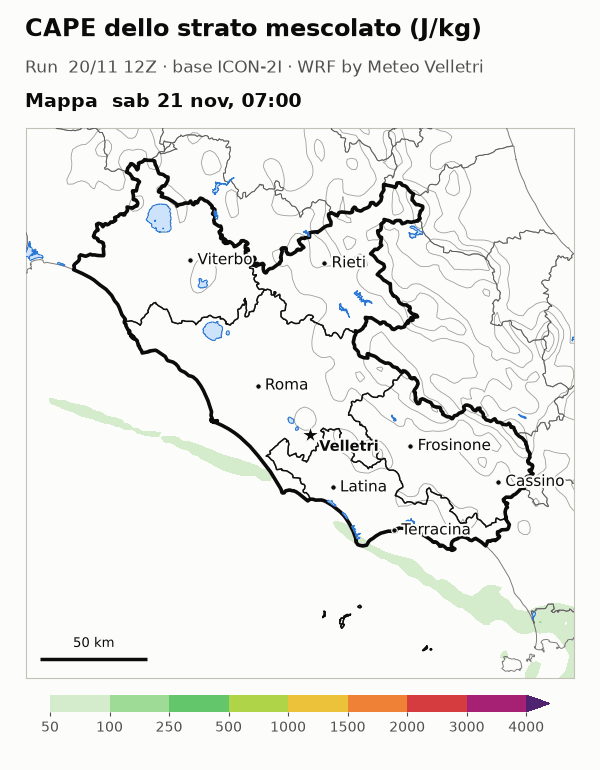 CAPE dello strato mescolato (J/kg)
Run  20/11 12Z · base ICON-2I · WRF by Meteo Velletri
Mappa  sab 21 nov, 07:00
Viterbo
Rieti
Roma
Velletri
Frosinone
Cassino
Latina
Terracina
50 km
50 100 250 500 1000 1500 2000 3000 4000